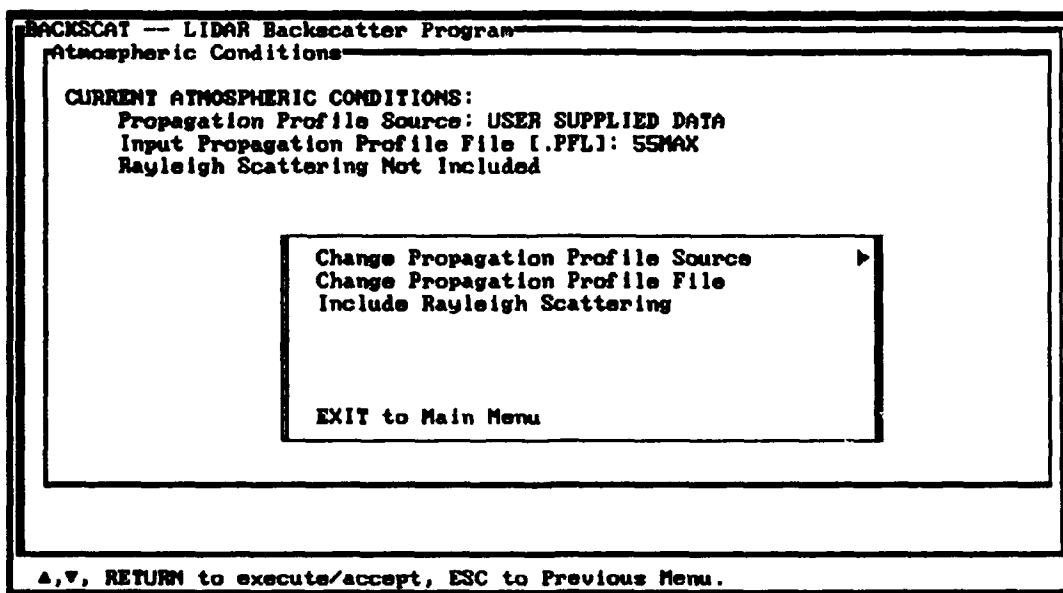 BACKSCAT -- LIDAR Backscatter Program
Atmospheric Conditions
CURRENT ATMOSPHERIC CONDITIONS:
Propagation Profile Source: USER SUPPLIED DATA
Input Propagation Profile File [.PFL]: 55MAX
Rayleigh Scattering Not Included
Change Propagation Profile Source ►
Change Propagation Profile File
Include Rayleigh Scattering
EXIT to Main Menu
▲,▼, RETURN to execute/accept, ESC to Previous Menu.